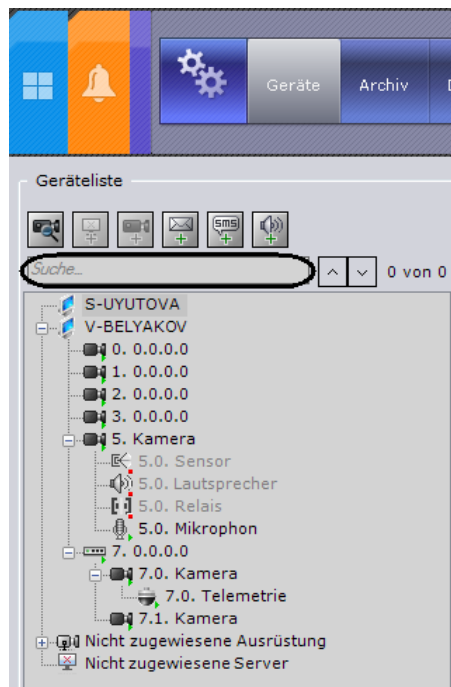 Geräte Archiv
Geräteliste
sms
Suche...
0 von 0
S-UYUTOVA
V-BELYAKOV
0. 0.0.0.0
1. 0.0.0.0
2. 0.0.0.0
3. 0.0.0.0
5. Kamera
5.0. Sensor
5.0. Lautsprecher
5.0. Relais
5.0. Mikrophon
7. 0.0.0.0
7.0. Kamera
7.0. Telemetrie
7.1. Kamera
Nicht zugewiesene Ausrüstung
Nicht zugewiesene Server